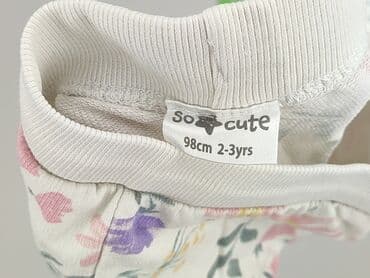 so cute
98cm 2-3yrs